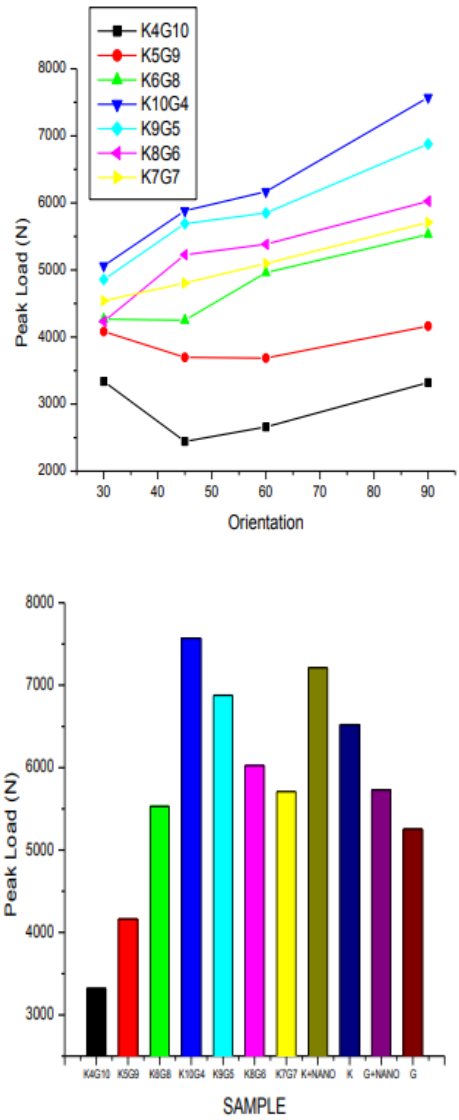 K4G10
K5G9
K6G8
K10G4
K9G5
K8G6
K7G7
8000
7000
6000
5000
4000
3000
2000
Peak Load (N)
30 40 50 60 70 80 90
Orientation
8000
7000
6000
5000
4000
3000
Peak Load (N)
K4G10 K5G9 K6G8 K10G4 K9G5 K8G6 K7G7 K+NANO K G+NANO G
SAMPLE